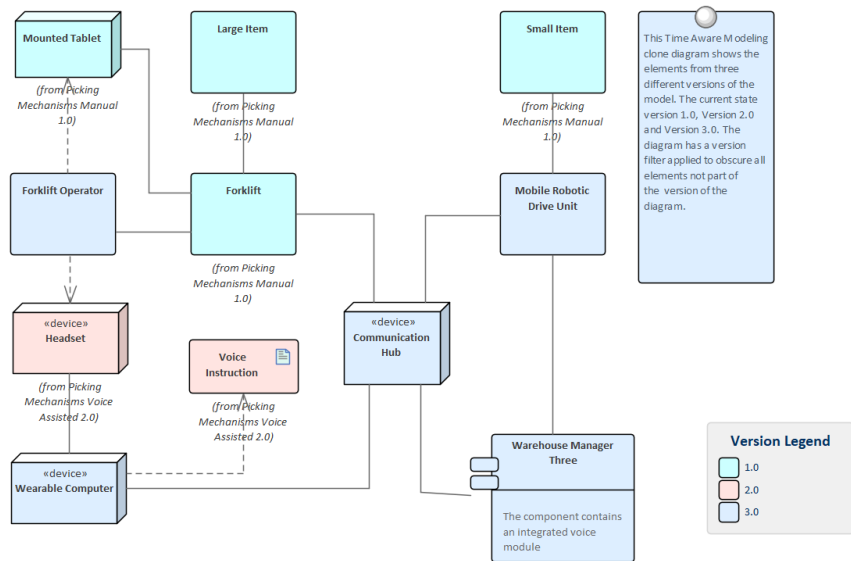 Mounted Tablet
(from Picking
Mechanisms Manual
1.0)
Large Item
(from Picking
Mechanisms Manual
1.0)
Small Item
(from Picking
Mechanisms Manual
1.0)
This Time Aware Modeling
clone diagram shows the
elements from three
different versions of the
model. The current state
version 1.0, Version 2.0
and Version 3.0. The
diagram has a version
filter applied to obscure all
elements not part of
the version of the
diagram.
Forklift Operator
Forklift
(from Picking
Mechanisms Manual
1.0)
Mobile Robotic
Drive Unit
«device»
Headset
(from Picking
Mechanisms Voice
Assisted 2.0)
Voice
Instruction
(from Picking
Mechanisms Voice
Assisted 2.0)
«device»
Communication
Hub
«device»
Wearable Computer
Warehouse Manager
Three
The component contains
an integrated voice
module
Version Legend
1.0
2.0
3.0